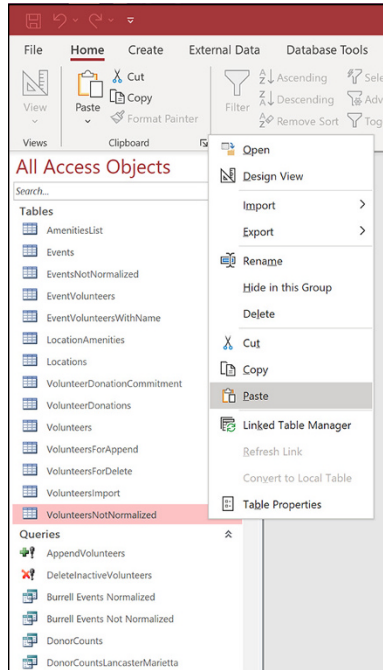 File Home Create External Data Database Tools
View
Paste
Cut
Copy
Format Painter
Filter
Ascending
Descending
Remove Sort
Sele
Adv
Tog
Views Clipboard
All Access Objects
Search...
Tables
AmenitiesList
Events
EventsNotNormalized
EventVolunteers
EventVolunteersWithName
LocationAmenities
Locations
VolunteerDonationCommitment
VolunteerDonations
Volunteers
VolunteersForAppend
VolunteersForDelete
VolunteersImport
VolunteersNotNormalized
Queries
AppendVolunteers
DeleteInactiveVolunteers
Burrell Events Normalized
Burrell Events Not Normalized
DonorCounts
DonorCountsLancasterMarietta
Open
Design View
Import
Export
Rename
Hide in this Group
Delete
Cut
Copy
Paste
Linked Table Manager
Refresh Link
Convert to Local Table
Table Properties